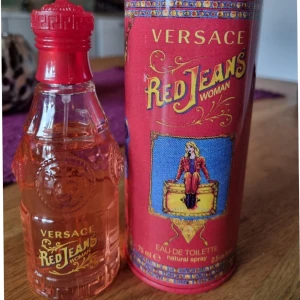 VERSACE
RED JEANS
WOMAN
VERSACE
RED JEANS
WOMAN
EAU DE TOILETTE
natural spray